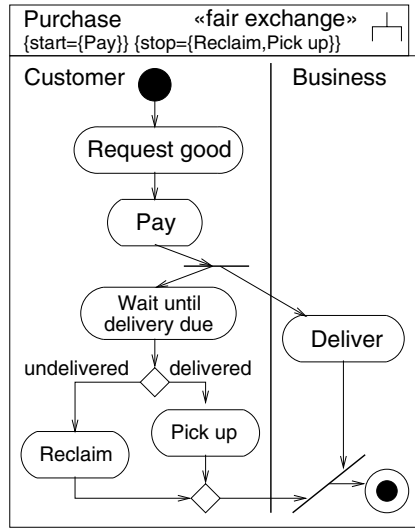 Purchase «fair exchange»
{start={Pay}} {stop={Reclaim,Pick up}}
Customer
Business
Request good
Pay
Wait until
delivery due
Deliver
undelivered
delivered
Pick up
Reclaim